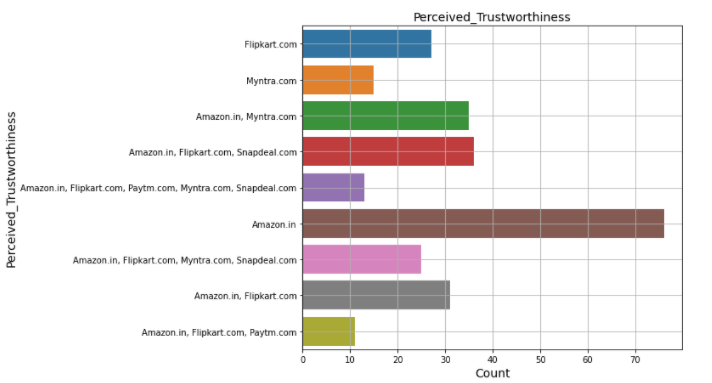 Perceived_Trustworthiness
Flipkart.com
Myntra.com
Amazon.in, Myntra.com
Amazon.in, Flipkart.com, Snapdeal.com
Amazon.in, Flipkart.com, Paytm.com, Myntra.com, Snapdeal.com
Amazon.in
Amazon.in, Flipkart.com, Myntra.com, Snapdeal.com
Amazon.in, Flipkart.com
Amazon.in, Flipkart.com, Paytm.com
Perceived_Trustworthiness
0 10 20 30 40 50 60 70
Count